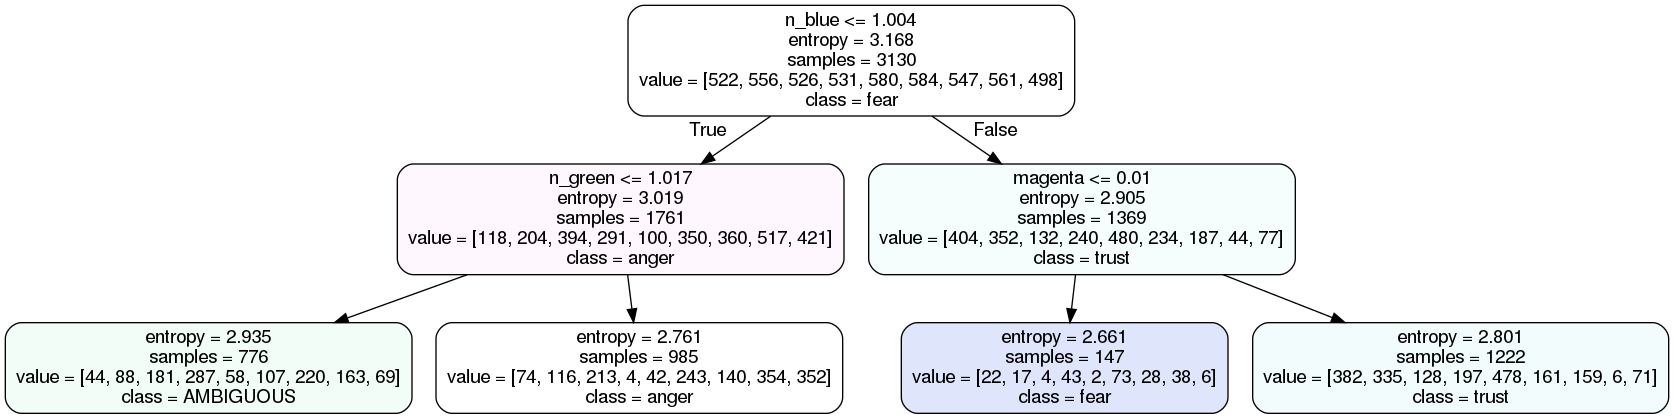 n_blue <= 1.004
entropy = 3.168
samples = 3130
value = [522, 556, 526, 531, 580, 584, 547, 561, 498]
class = fear
True
False
n_green <= 1.017
entropy = 3.019
samples = 1761
value = [118, 204, 394, 291, 100, 350, 360, 517, 421]
class = anger
magenta <= 0.01
entropy = 2.905
samples = 1369
value = [404, 352, 132, 240, 480, 234, 187, 44, 77]
class = trust
entropy = 2.935
samples = 776
value = [44, 88, 181, 287, 58, 107, 220, 163, 69]
class = AMBIGUOUS
entropy = 2.761
samples = 985
value = [74, 116, 213, 4, 42, 243, 140, 354, 352]
class = anger
entropy = 2.661
samples = 147
value = [22, 17, 4, 43, 2, 73, 28, 38, 6]
class = fear
entropy = 2.801
samples = 1222
value = [382, 335, 128, 197, 478, 161, 159, 6, 71]
class = trust